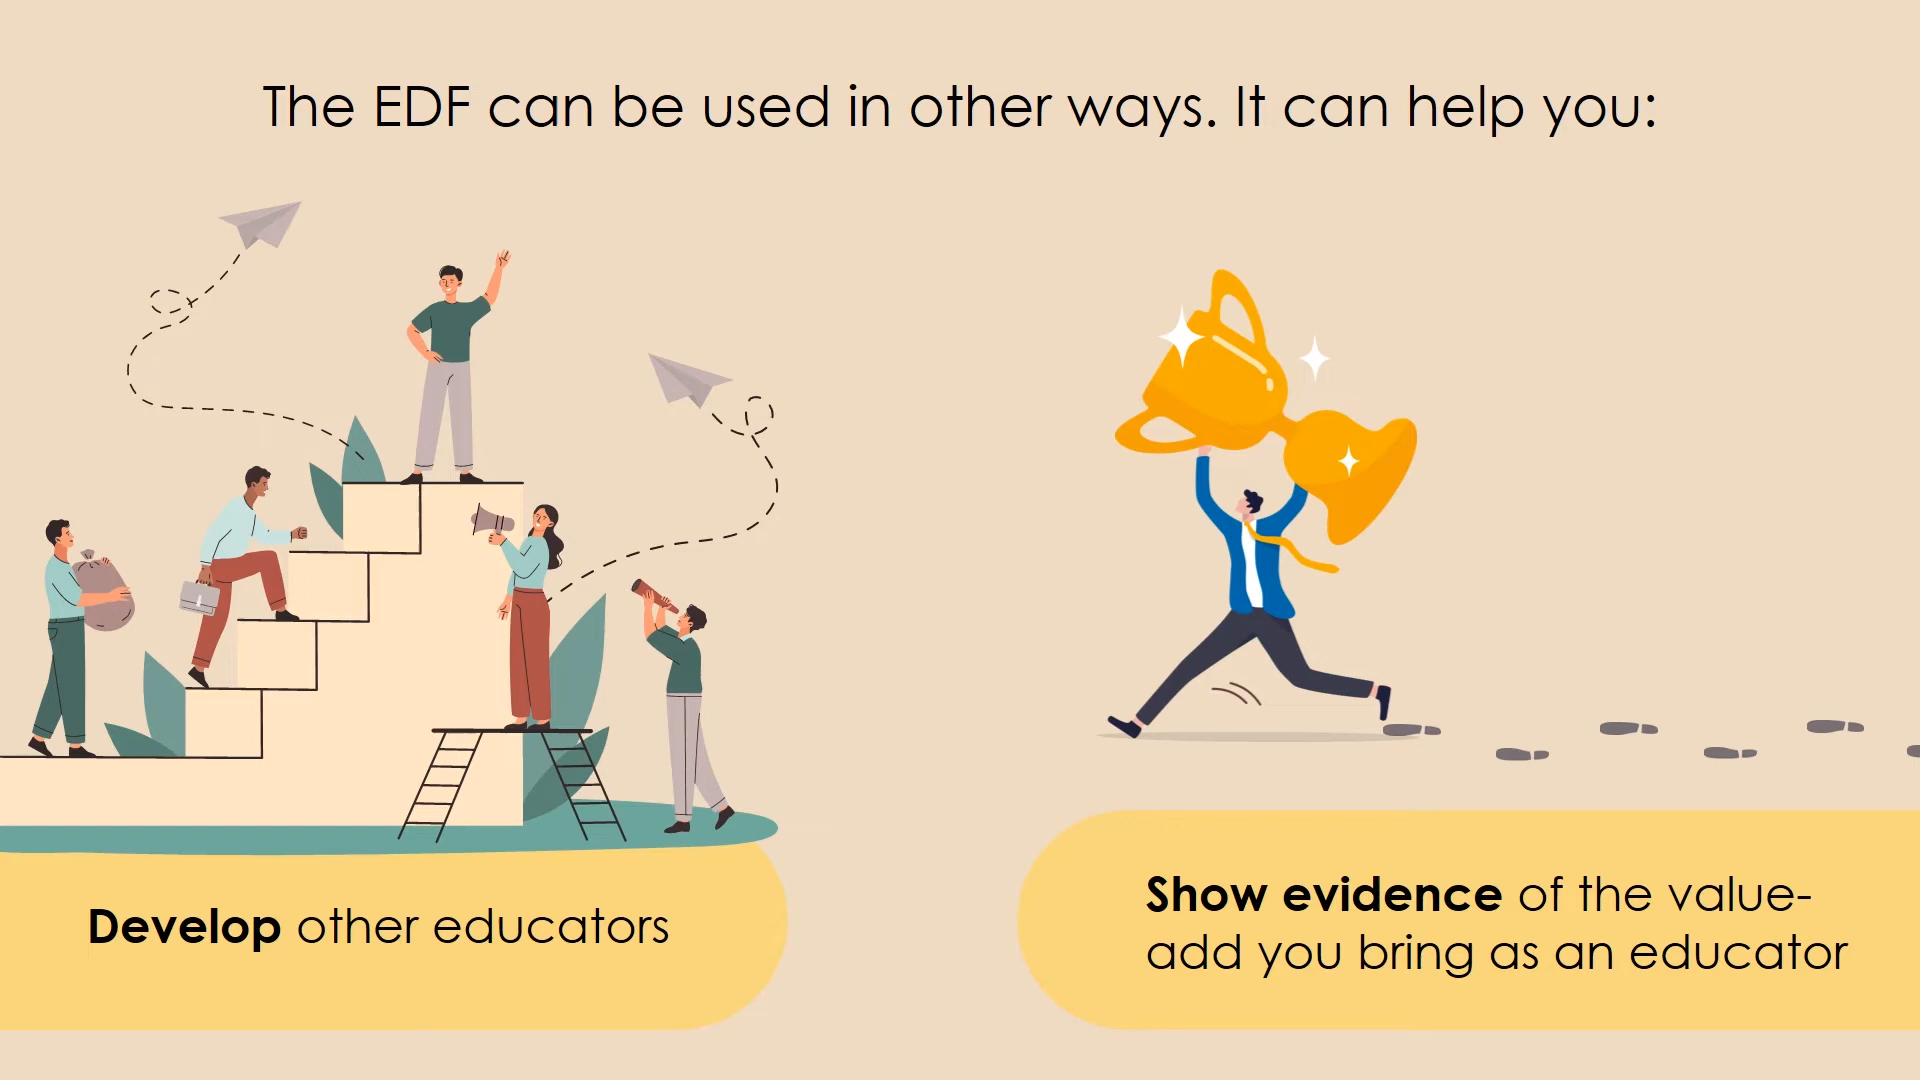 The EDF can be used in other ways. It can help you:
Develop other educators
Show evidence of the value-
add you bring as an educator